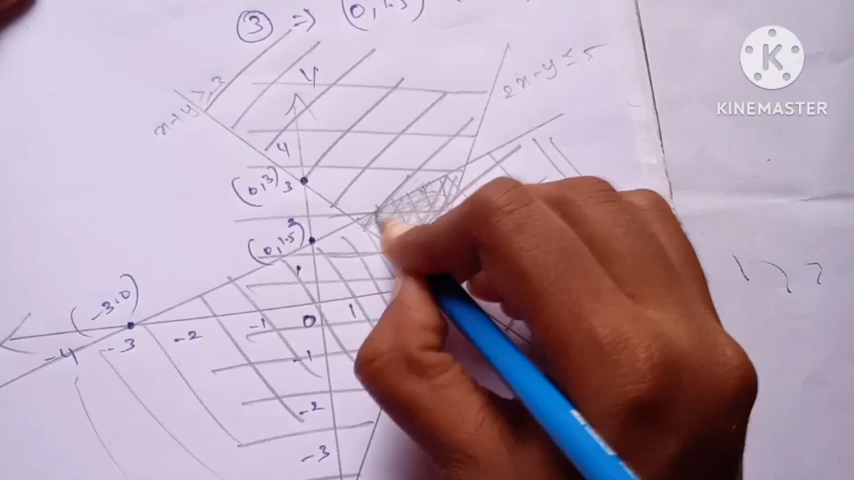 ③ ⇒ (0, 1.5)
K
KINEMASTER
y
x+y ≥ 3
2x-y ≤ 5
4
(0,3) 3
2
(0,1.5)
(-3,0)
-4 -3 -2 -1 0 1
-1
-2
-3